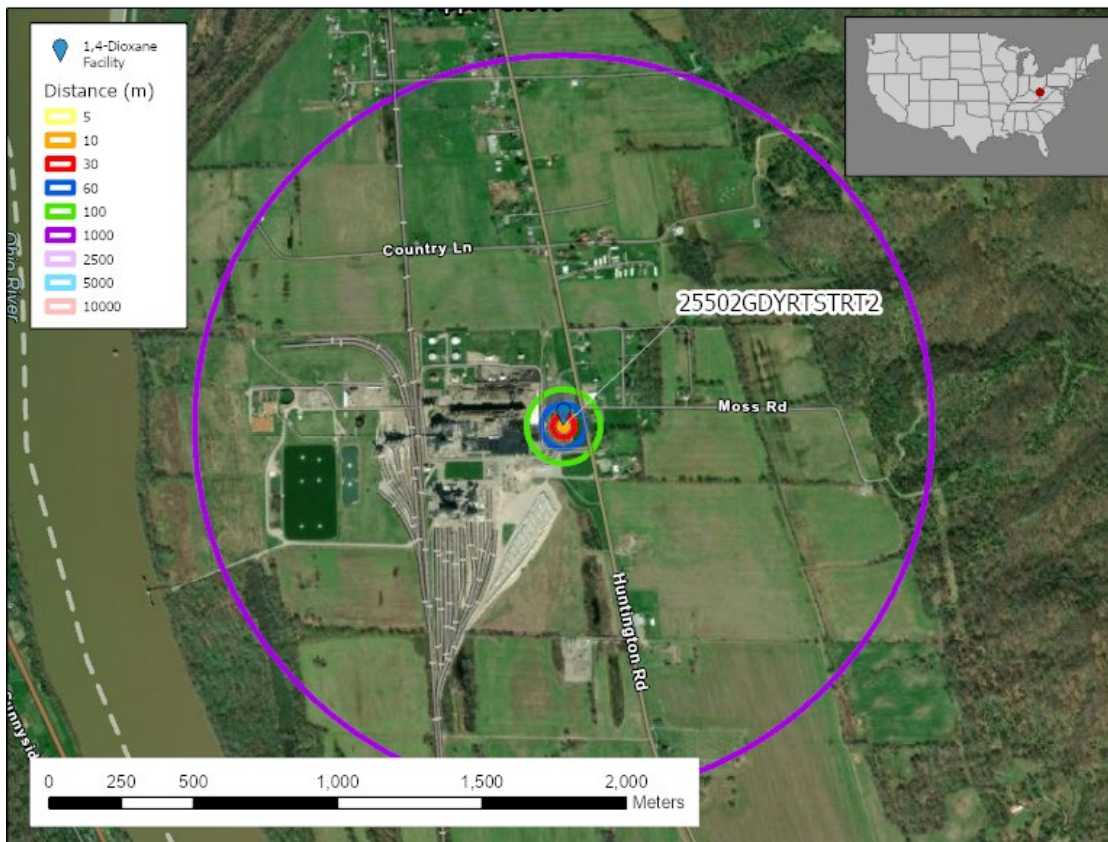 1,4-Dioxane
Facility
Distance (m)
5
10
30
60
100
1000
2500
5000
10000
Ohio River
Country Ln
25502GDYRTSTRT2
Moss Rd
Huntington Rd
0 250 500 1,000 1,500 2,000
Meters